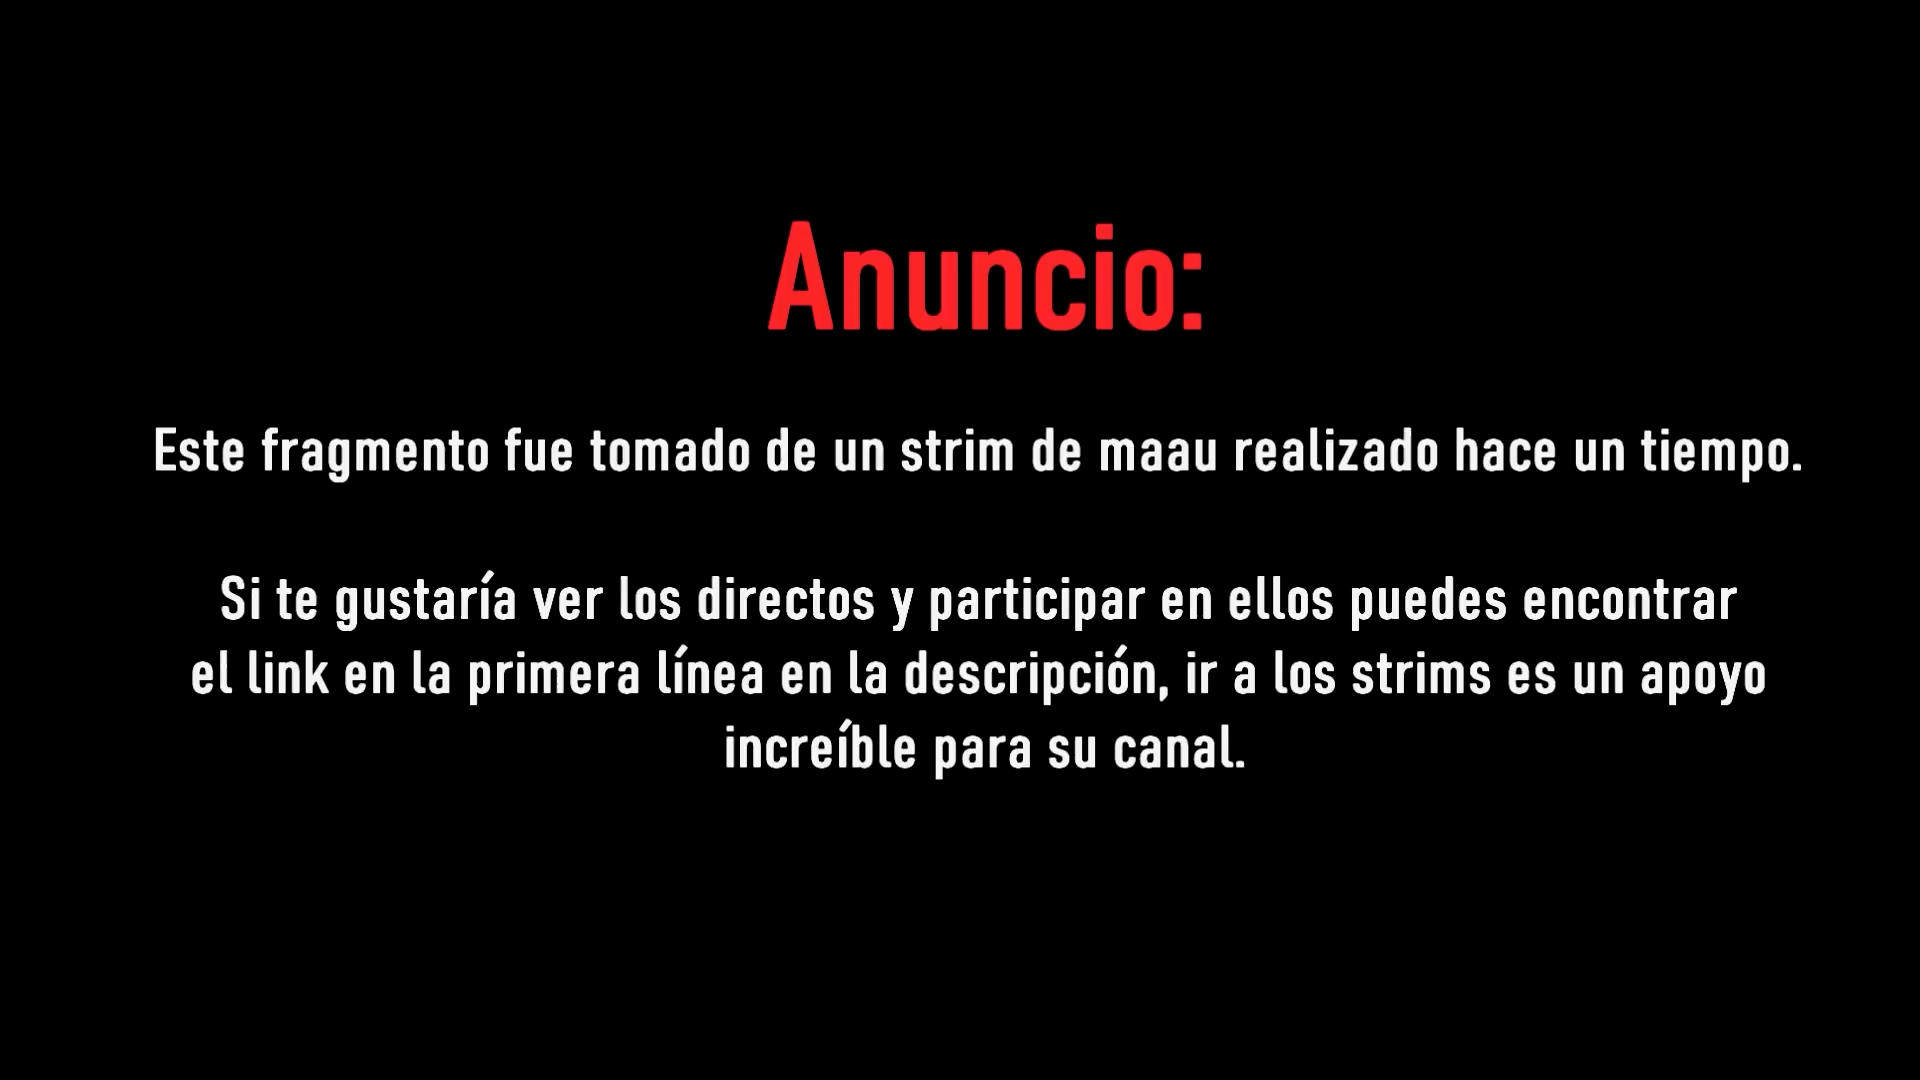 Anuncio:
Este fragmento fue tomado de un strim de maau realizado hace un tiempo.
Si te gustaría ver los directos y participar en ellos puedes encontrar
el link en la primera línea en la descripción, ir a los strims es un apoyo
increíble para su canal.